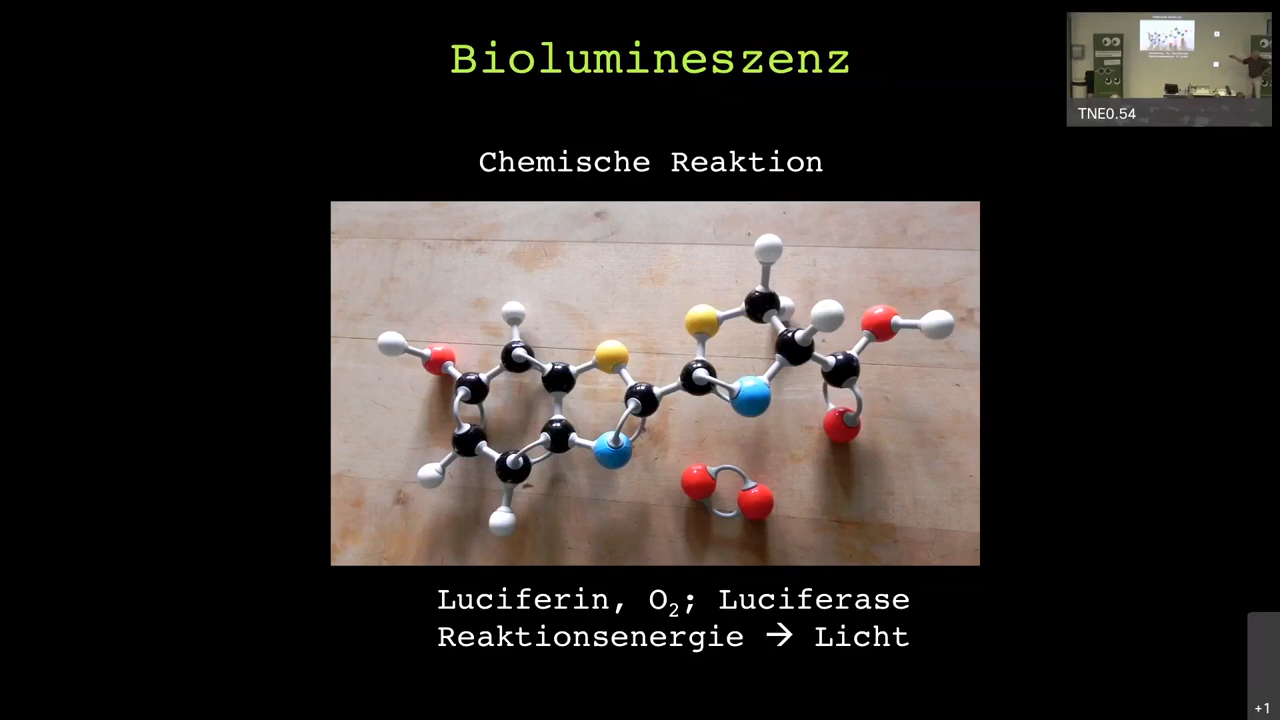 Biolumineszenz
TNE0.54
Chemische Reaktion
Luciferin, O₂; Luciferase
Reaktionsenergie → Licht
+1